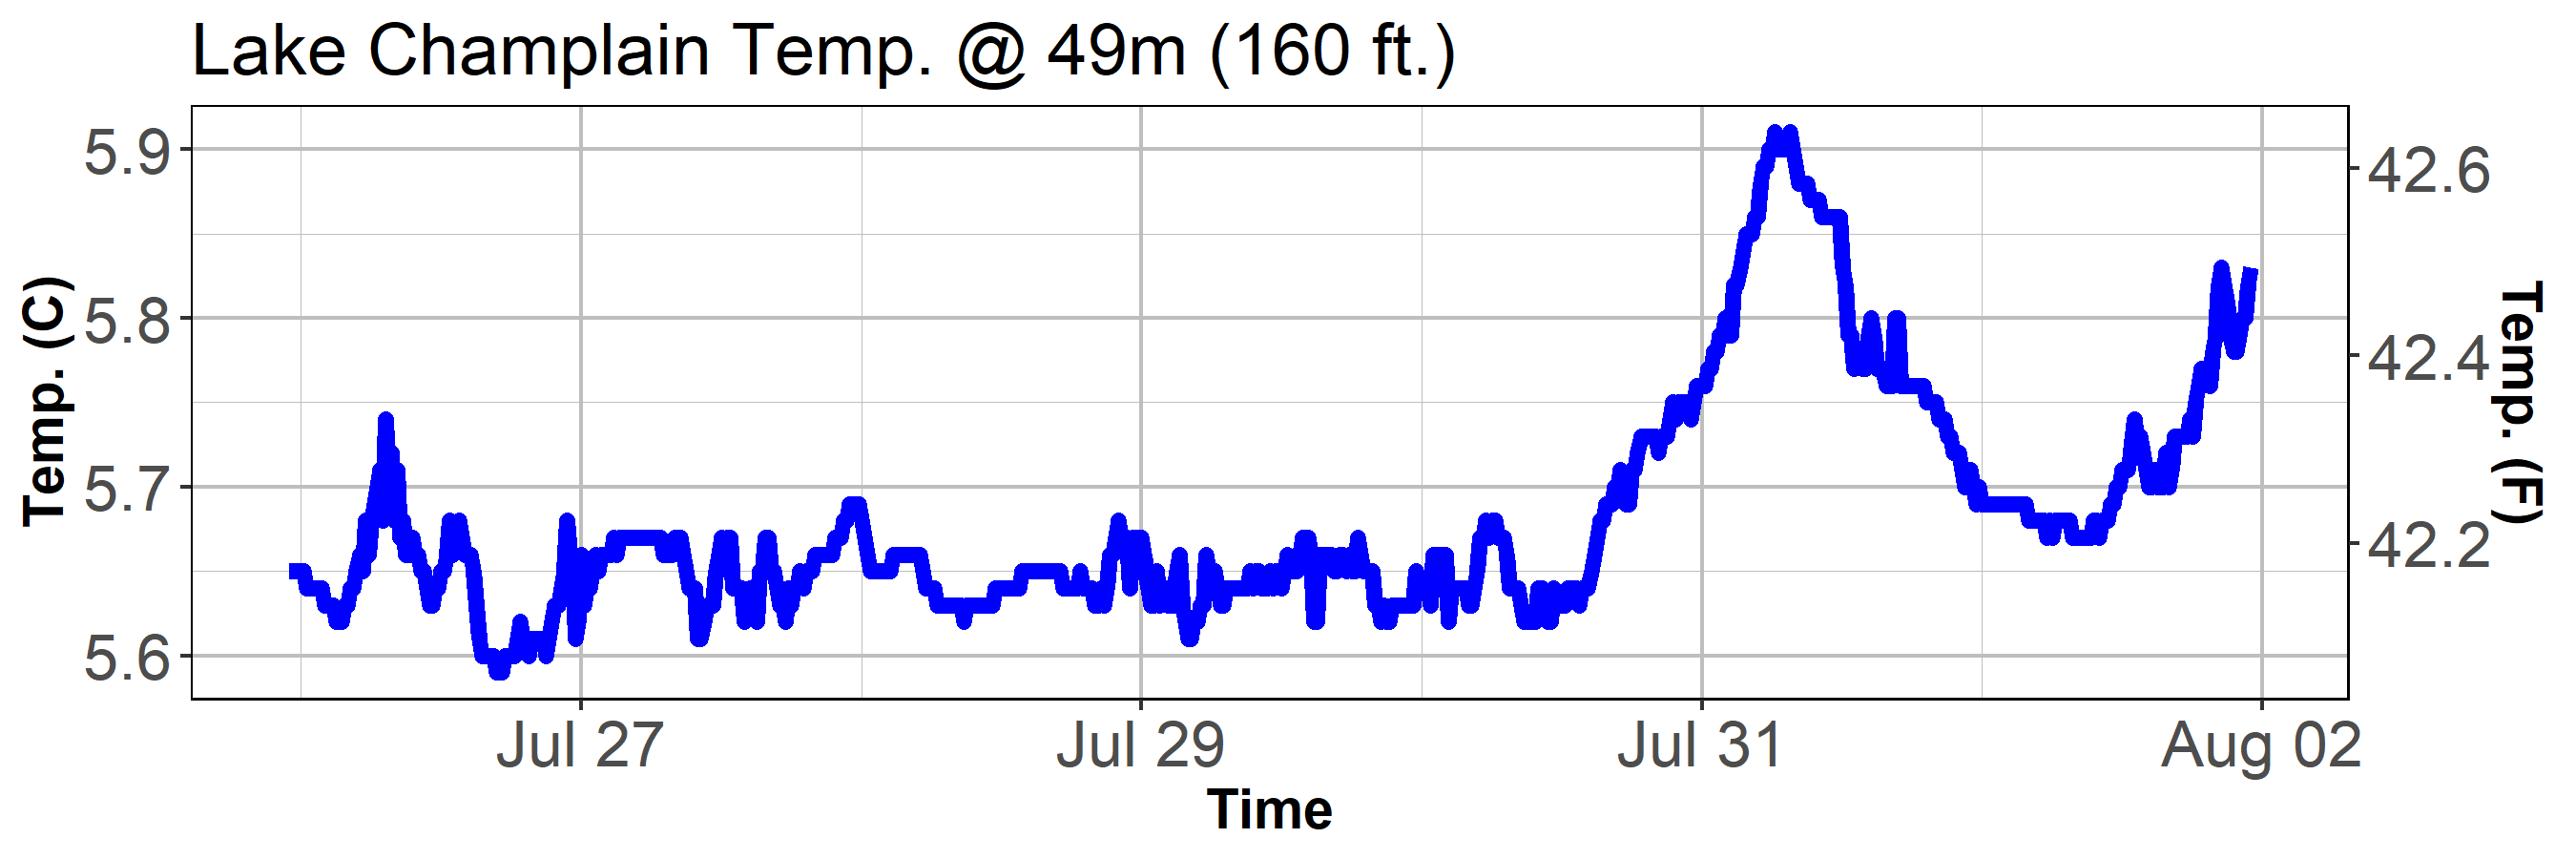 Lake Champlain Temp. @ 49m (160 ft.)
Temp. (C)
5.9
5.8
5.7
5.6
42.6
42.4
42.2
Temp. (F)
Jul 27 Jul 29 Jul 31 Aug 02
Time